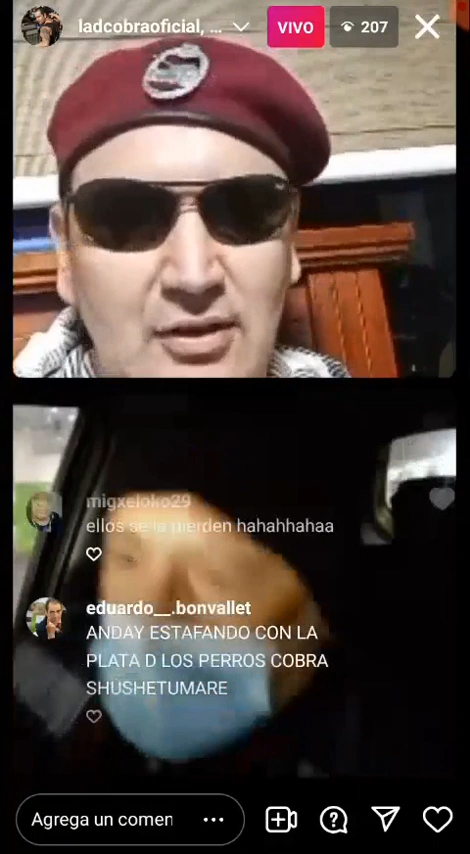 ladcobraoficial, ...
VIVO
207
migxeloko29
ellos se la pierden hahahhahaa
eduardo__.bonvallet
ANDAY ESTAFANDO CON LA
PLATA D LOS PERROS COBRA
SHUSHETUMARE
Agrega un comen